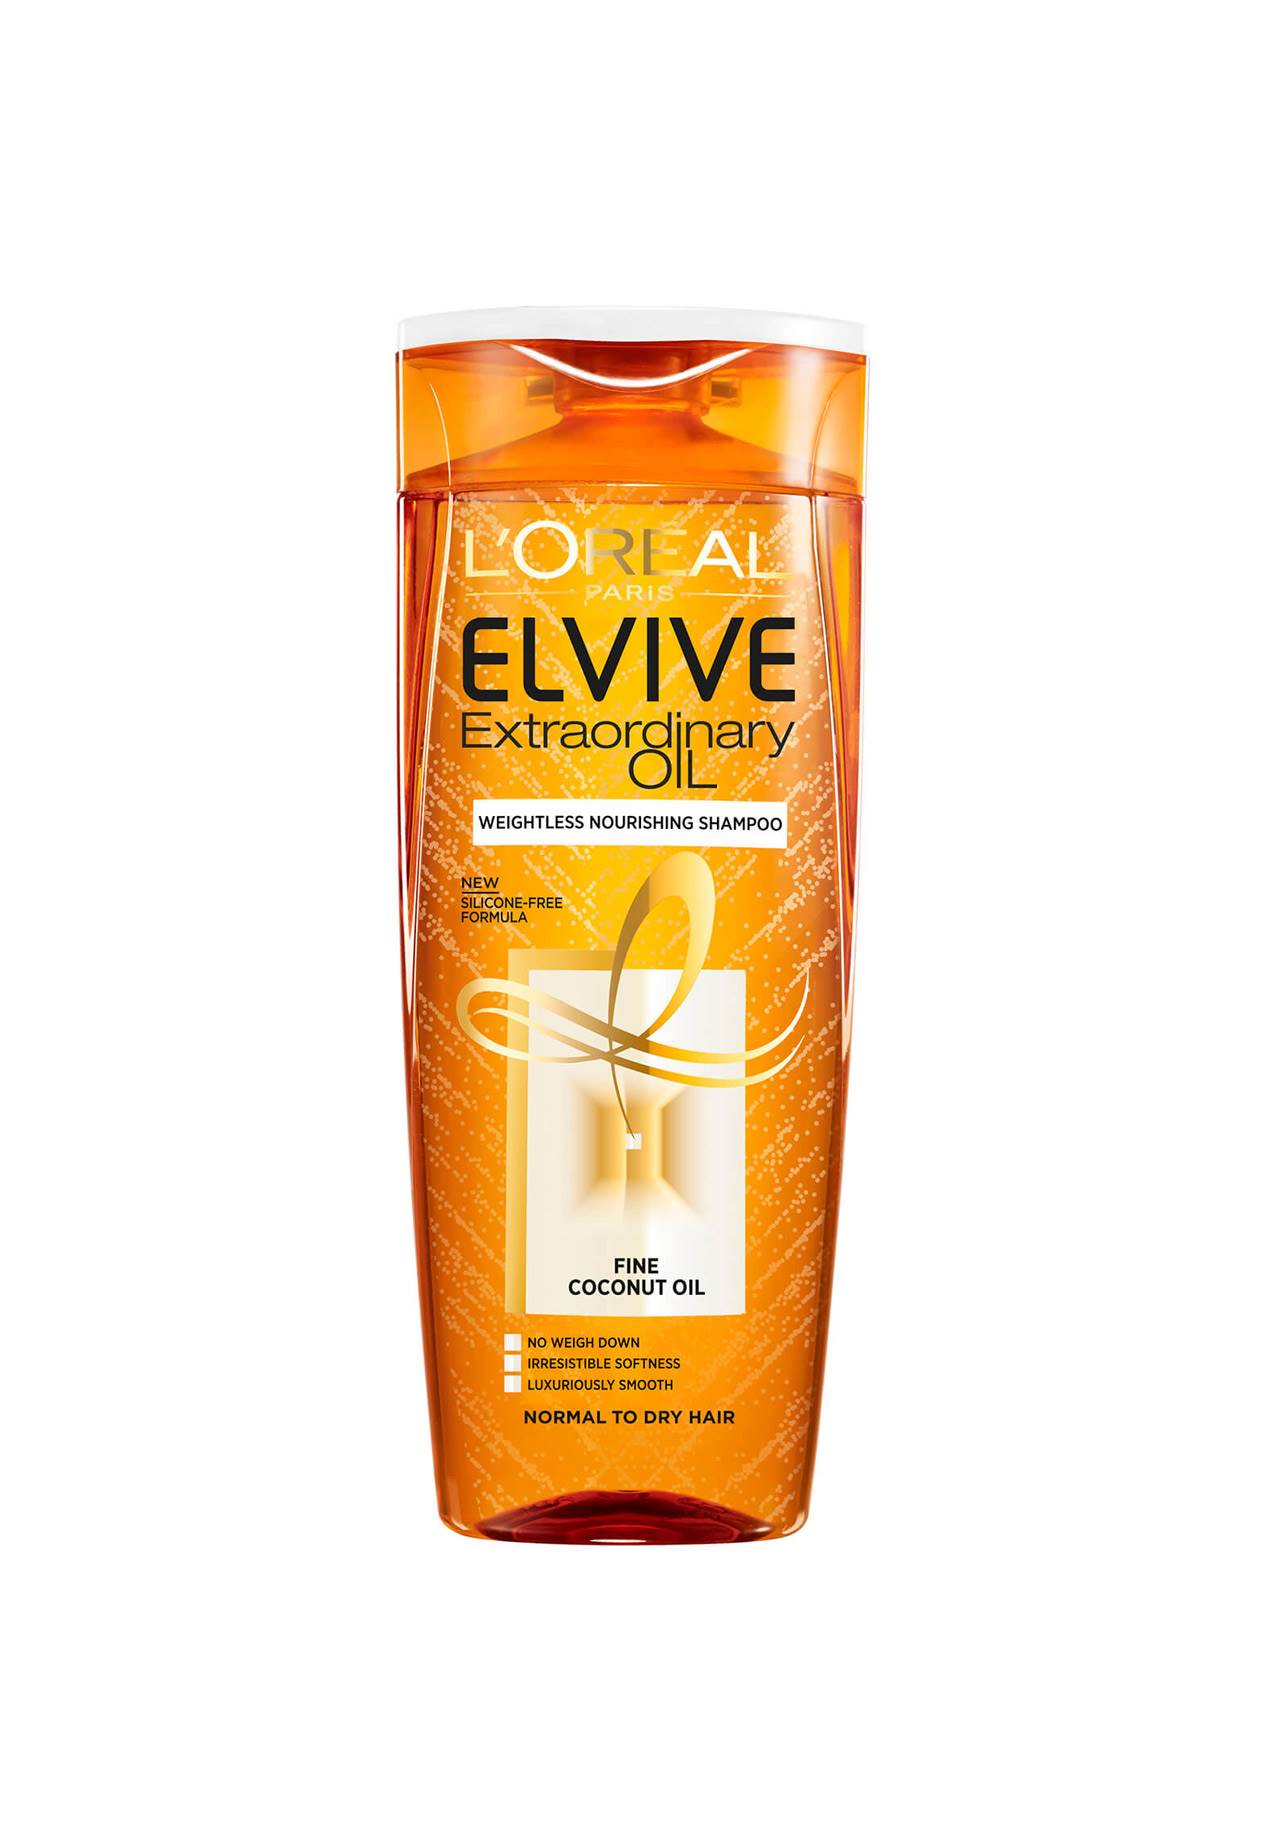 L'ORÉAL
PARIS
ELVIVE
Extraordinary
OIL
WEIGHTLESS NOURISHING SHAMPOO
NEW
SILICONE-FREE
FORMULA
FINE
COCONUT OIL
NO WEIGH DOWN
IRRESISTIBLE SOFTNESS
LUXURIOUSLY SMOOTH
NORMAL TO DRY HAIR